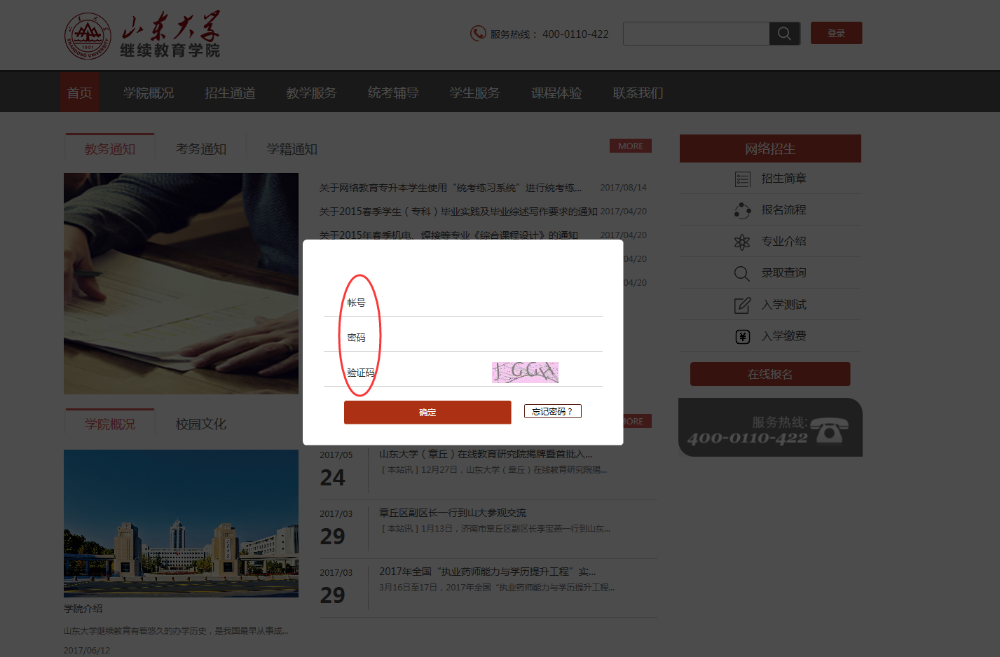 山东大学
继续教育学院
SHANDONG UNIVERSITY
1901
服务热线： 400-0110-422
登录
首页 学院概况 招生通道 教学服务 统考辅导 学生服务 课程体验 联系我们
教务通知 考务通知 学籍通知
MORE
关于网络教育专升本学生使用“统考练习系统”进行统考练... 2017/08/14
关于2015春季学生（专科）毕业实践及毕业综述写作要求的通知 2017/04/20
关于2015年春季机电、焊接等专业《综合课程设计》的通知 2017/04/20
04/20
04/20
帐号
密码
验证码
确定
忘记密码？
网络招生
招生简章
报名流程
专业介绍
录取查询
入学测试
入学缴费
在线报名
服务热线:
400-0110-422
学院概况 校园文化
MORE
学院介绍
山东大学继续教育有着悠久的办学历史，是我国最早从事成...
2017/06/12
2017/05
24
山东大学（章丘）在线教育研究院揭牌暨首批入...
[ 本站讯 ] 12月27日，山东大学（章丘）在线教育研究院揭...
2017/03
29
章丘区副区长一行到山大参观交流
[ 本站讯 ] 1月13日，济南市章丘区副区长李宝燕一行到山东...
2017/03
29
2017年全国“执业药师能力与学历提升工程”实...
3月16日至17日，2017年全国“执业药师能力与学历提升工程...